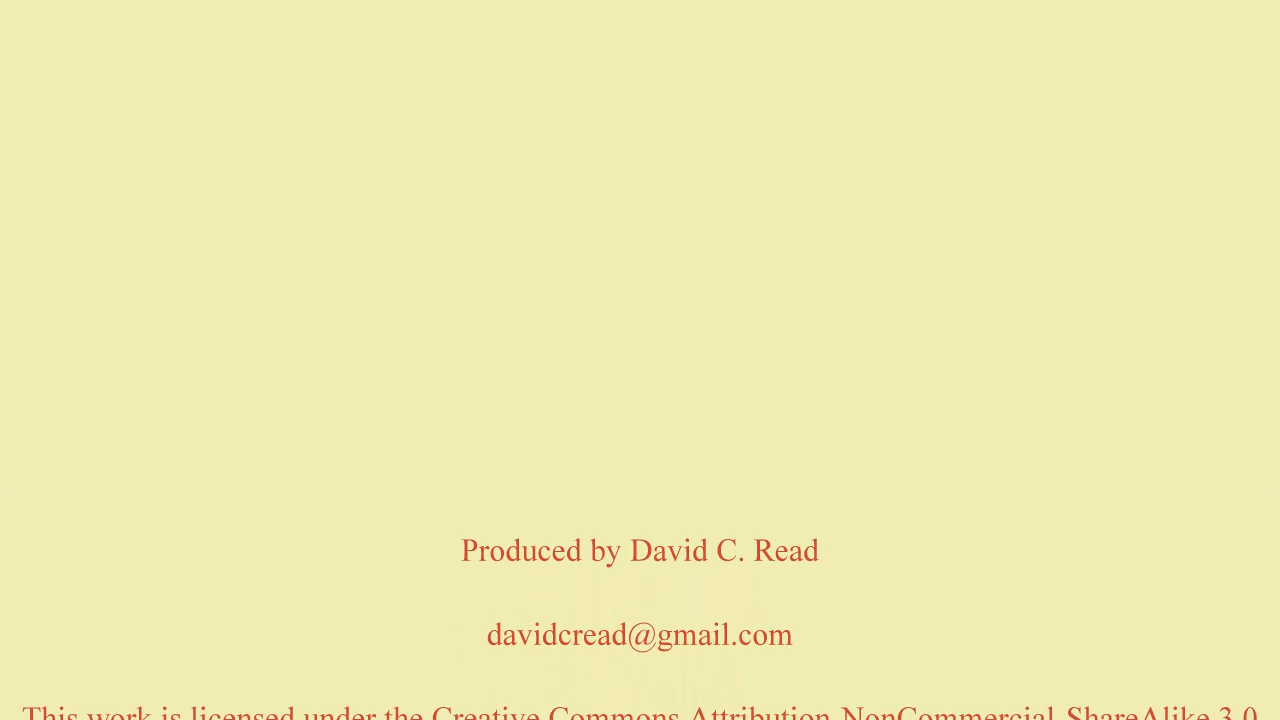 Produced by David C. Read
davidcread@gmail.com
This work is licensed under the Creative Commons Attribution-NonCommercial-ShareAlike 3.0